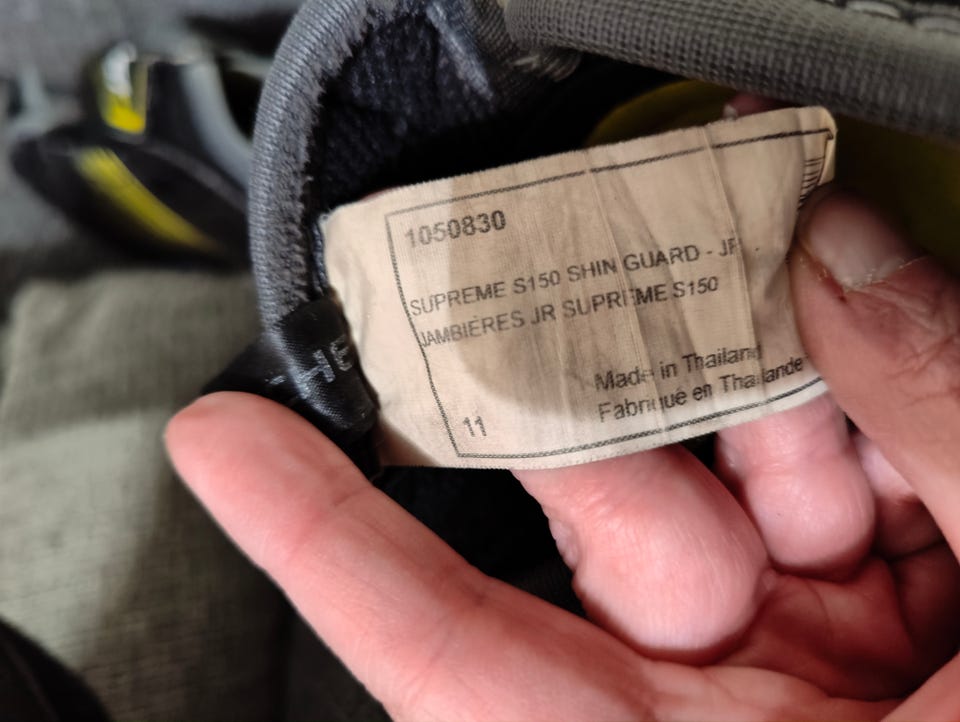 1050830
SUPREME S150 SHIN GUARD - JR
JAMBIÈRES JR SUPREME S150
Made in Thailand
Fabriqué en Thaïlande
11